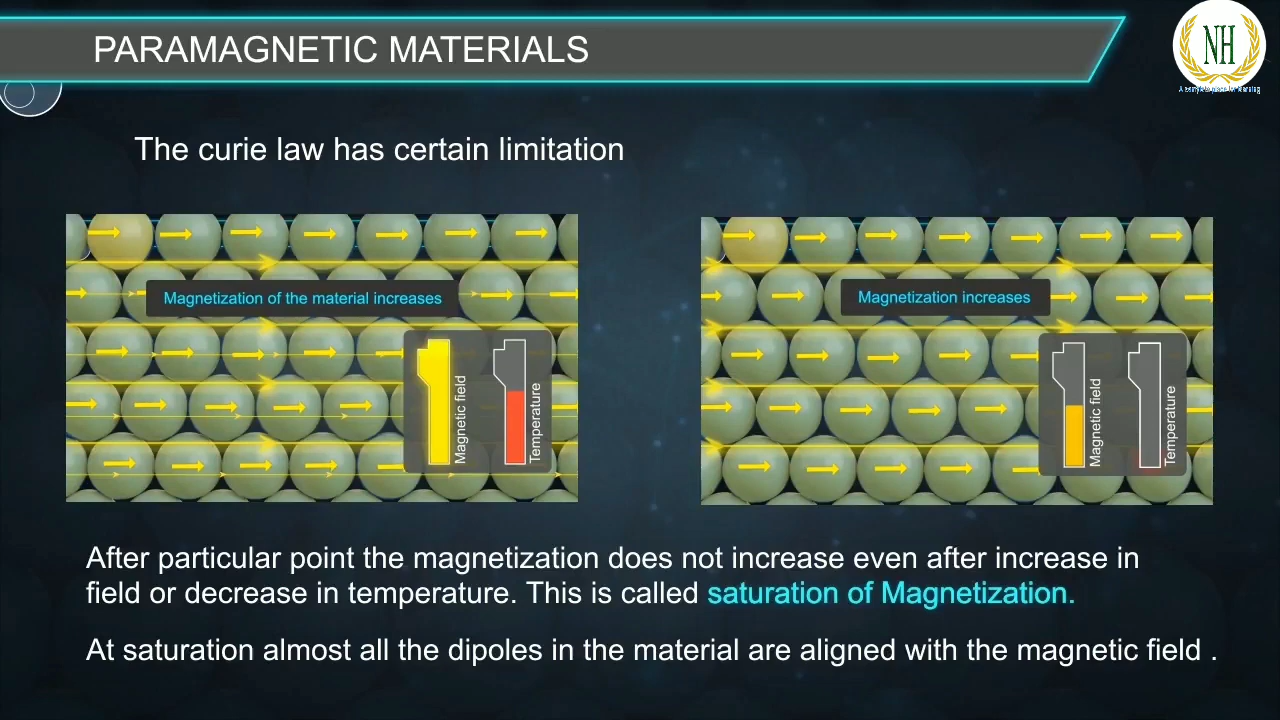 PARAMAGNETIC MATERIALS
NH
The curie law has certain limitation
Magnetization of the material increases
Magnetic field
Temperature
Magnetization increases
Magnetic field
Temperature
After particular point the magnetization does not increase even after increase in
field or decrease in temperature. This is called saturation of Magnetization.
At saturation almost all the dipoles in the material are aligned with the magnetic field .